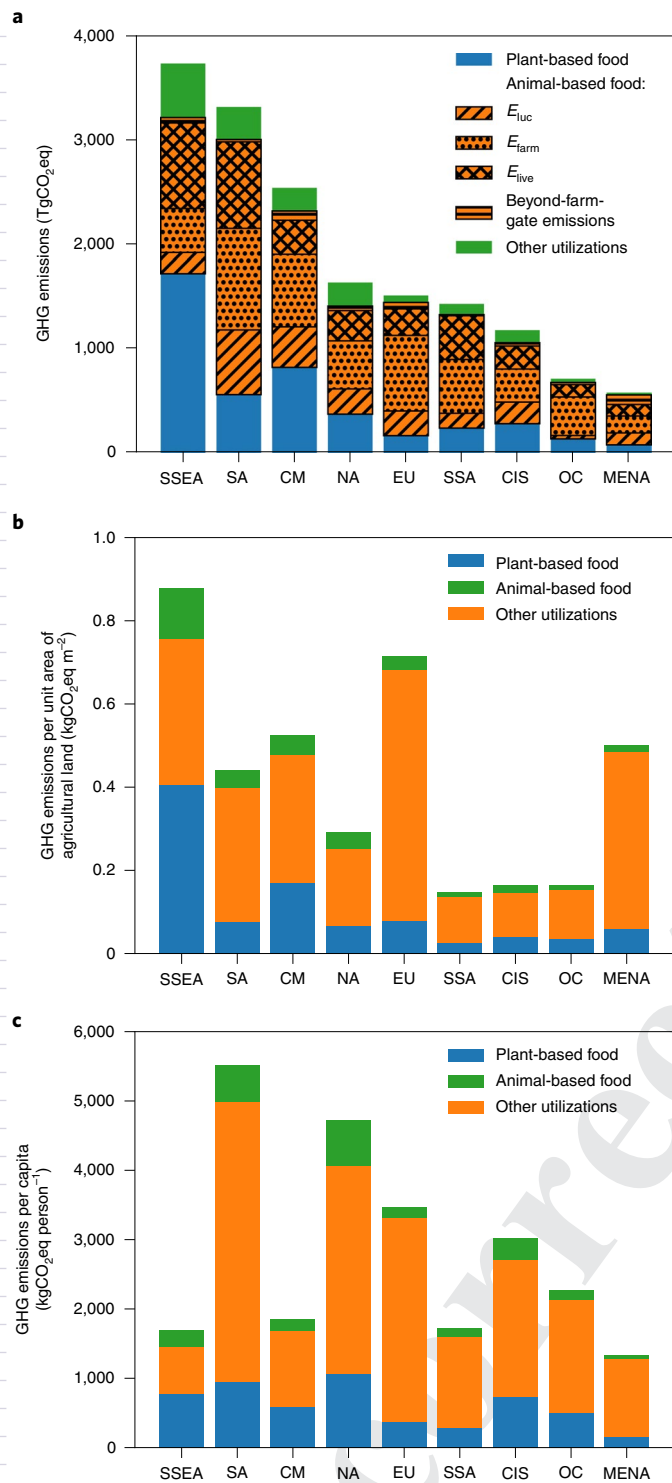 a
GHG emissions (TgCO₂eq)
4,000
3,000
2,000
1,000
0
Plant-based food
Animal-based food:
E_luc
E_farm
E_live
Beyond-farm-
gate emissions
Other utilizations
SSEA SA CM NA EU SSA CIS OC MENA
b
GHG emissions per unit area of
agricultural land (kgCO₂eq m⁻²)
1.0
0.8
0.6
0.4
0.2
0
Plant-based food
Animal-based food
Other utilizations
SSEA SA CM NA EU SSA CIS OC MENA
c
GHG emissions per capita
(kgCO₂eq person⁻¹)
6,000
5,000
4,000
3,000
2,000
1,000
0
Plant-based food
Animal-based food
Other utilizations
SSEA SA CM NA EU SSA CIS OC MENA